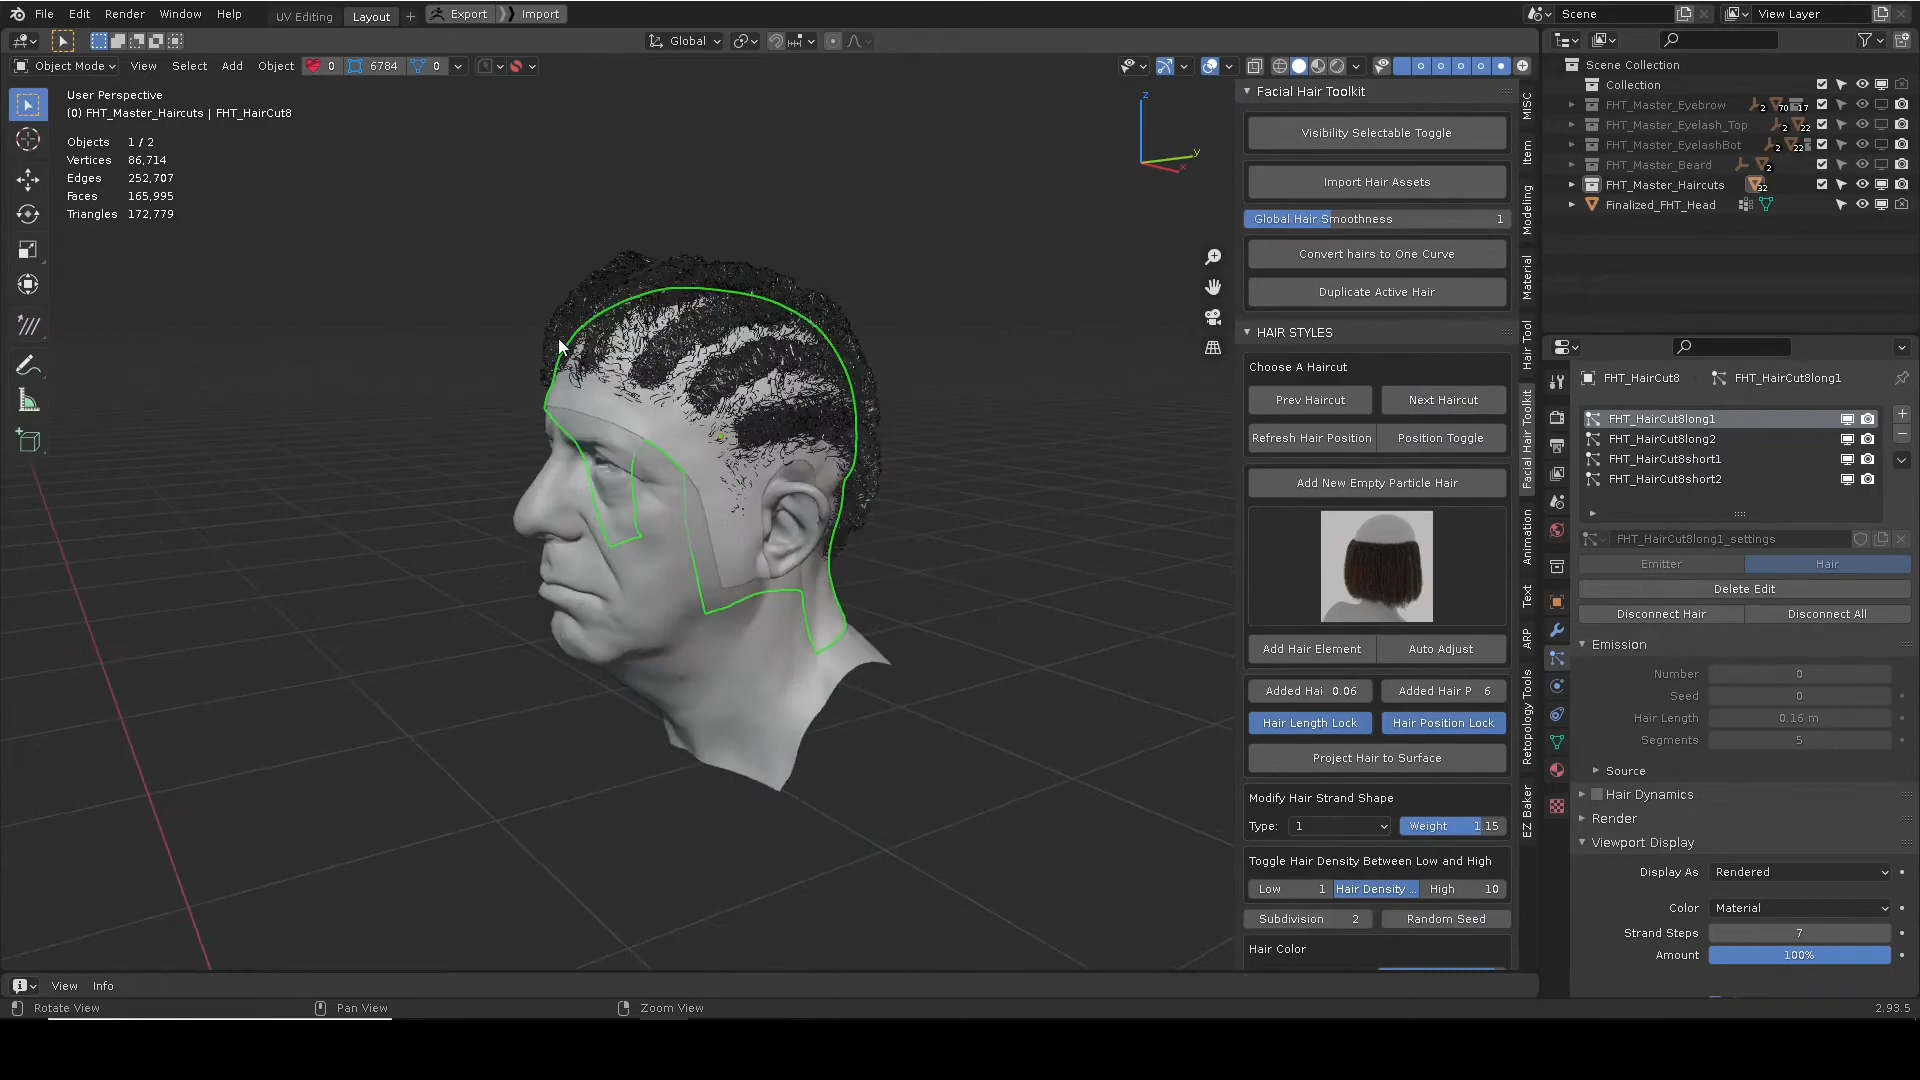 File Edit Render Window Help UV Editing Layout + Export Import Scene View Layer
Global
Object Mode View Select Add Object 0 6784 0
User Perspective
(0) FHT_Master_Haircuts | FHT_HairCut8
Objects 1 / 2
Vertices 86,714
Edges 252,707
Faces 165,995
Triangles 172,779
z
y
x
Facial Hair Toolkit
Visibility Selectable Toggle
Import Hair Assets
Global Hair Smoothness 1
Convert hairs to One Curve
Duplicate Active Hair
HAIR STYLES
Choose A Haircut
Prev Haircut Next Haircut
Refresh Hair Position Position Toggle
Add New Empty Particle Hair
Add Hair Element Auto Adjust
Added Hai 0.06 Added Hair P 6
Hair Length Lock Hair Position Lock
Project Hair to Surface
Modify Hair Strand Shape
Type: 1 Weight 1.15
Toggle Hair Density Between Low and High
Low 1 Hair Density ... High 10
Subdivision 2 Random Seed
Hair Color
MISC
Item
Modeling
Material
Hair Tool
Facial Hair Toolkit
Animation
Text
ARP
Retopology Tools
EZ Baker
Scene Collection
Collection
FHT_Master_Eyebrow 2 70 17
FHT_Master_Eyelash_Top 2 22
FHT_Master_EyelashBot 2 22
FHT_Master_Beard 2
FHT_Master_Haircuts 32
Finalized_FHT_Head
FHT_HairCut8 FHT_HairCut8long1
FHT_HairCut8long1
FHT_HairCut8long2
FHT_HairCut8short1
FHT_HairCut8short2
FHT_HairCut8long1_settings
Emitter Hair
Delete Edit
Disconnect Hair Disconnect All
Emission
Number 0
Seed 0
Hair Length 0.16 m
Segments 5
Source
Hair Dynamics
Render
Viewport Display
Display As Rendered
Color Material
Strand Steps 7
Amount 100%
View Info
Rotate View Pan View Zoom View 2.93.5